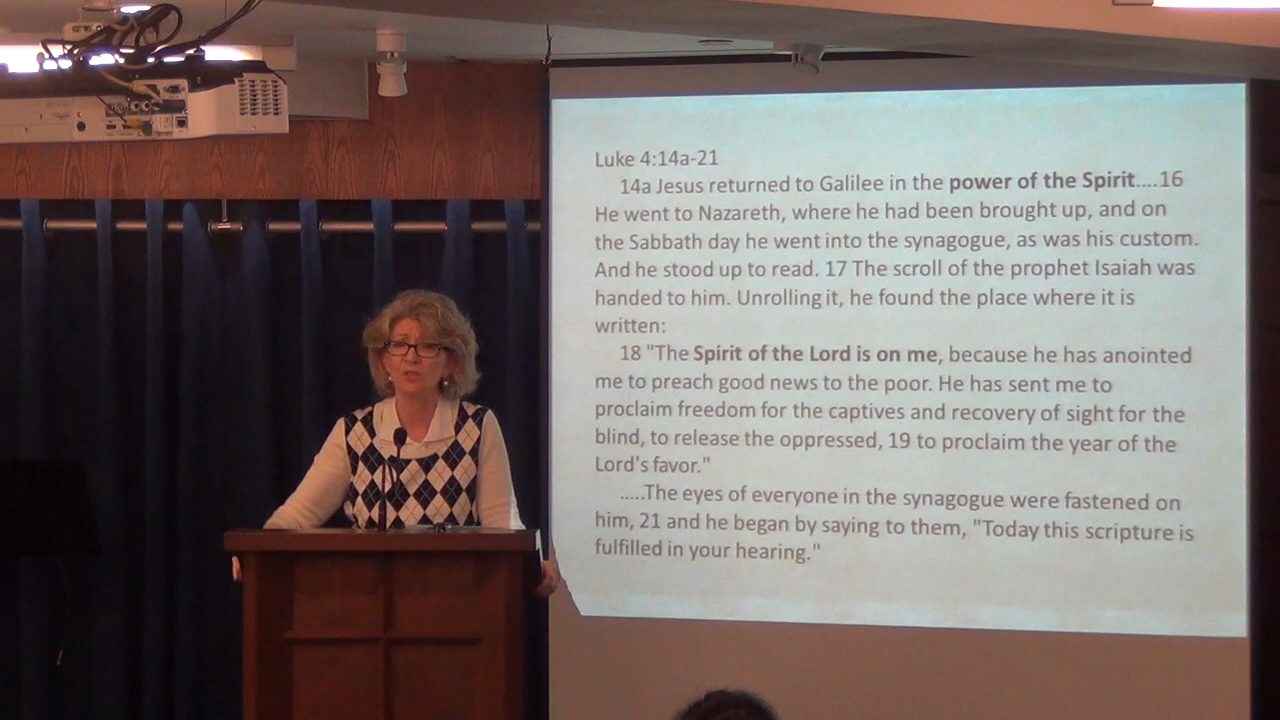 Luke 4:14a-21
14a Jesus returned to Galilee in the power of the Spirit....16
He went to Nazareth, where he had been brought up, and on
the Sabbath day he went into the synagogue, as was his custom.
And he stood up to read. 17 The scroll of the prophet Isaiah was
handed to him. Unrolling it, he found the place where it is
written:
18 "The Spirit of the Lord is on me, because he has anointed
me to preach good news to the poor. He has sent me to
proclaim freedom for the captives and recovery of sight for the
blind, to release the oppressed, 19 to proclaim the year of the
Lord's favor."
.....The eyes of everyone in the synagogue were fastened on
him, 21 and he began by saying to them, "Today this scripture is
fulfilled in your hearing."